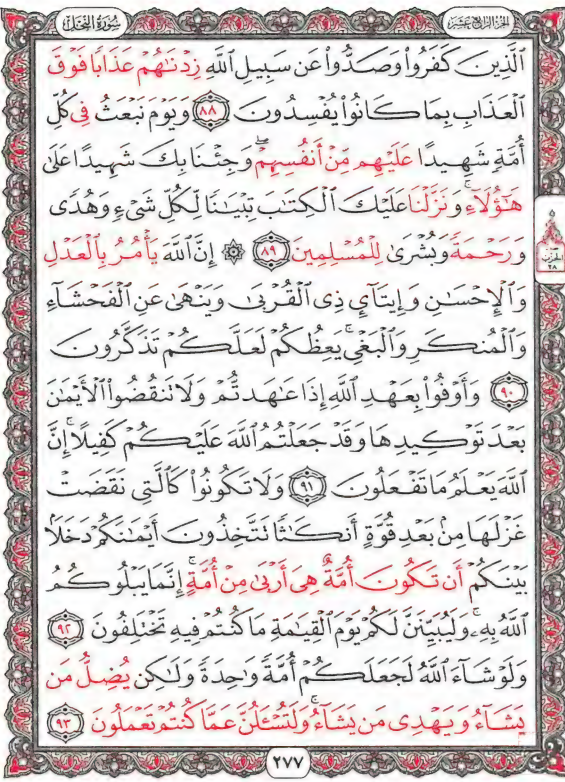 الجزء الرابع عشر
سورة النحل
ٱلَّذِينَ كَفَرُوا۟ وَصَدُّوا۟ عَن سَبِيلِ ٱللَّهِ زِدْنَٰهُمْ عَذَابًا فَوْقَ
ٱلْعَذَابِ بِمَا كَانُوا۟ يُفْسِدُونَ ٨٨ وَيَوْمَ نَبْعَثُ فِى كُلِّ
أُمَّةٍ شَهِيدًا عَلَيْهِم مِّنْ أَنفُسِهِمْ ۖ وَجِئْنَا بِكَ شَهِيدًا عَلَىٰ
هَٰٓؤُلَآءِ ۚ وَنَزَّلْنَا عَلَيْكَ ٱلْكِتَٰبَ تِبْيَٰنًا لِّكُلِّ شَىْءٍ وَهُدًى
وَرَحْمَةً وَبُشْرَىٰ لِلْمُسْلِمِينَ ٨٩ ۞ إِنَّ ٱللَّهَ يَأْمُرُ بِٱلْعَدْلِ
وَٱلْإِحْسَٰنِ وَإِيتَآئِ ذِى ٱلْقُرْبَىٰ وَيَنْهَىٰ عَنِ ٱلْفَحْشَآءِ
وَٱلْمُنكَرِ وَٱلْبَغْىِ ۚ يَعِظُكُمْ لَعَلَّكُمْ تَذَكَّرُونَ
٩٠ وَأَوْفُوا۟ بِعَهْدِ ٱللَّهِ إِذَا عَٰهَدتُّمْ وَلَا تَنقُضُوا۟ ٱلْأَيْمَٰنَ
بَعْدَ تَوْكِيدِهَا وَقَدْ جَعَلْتُمُ ٱللَّهَ عَلَيْكُمْ كَفِيلًا ۚ إِنَّ
ٱللَّهَ يَعْلَمُ مَا تَفْعَلُونَ ٩١ وَلَا تَكُونُوا۟ كَٱلَّتِى نَقَضَتْ
غَزْلَهَا مِنۢ بَعْدِ قُوَّةٍ أَنكَٰثًا تَتَّخِذُونَ أَيْمَٰنَكُمْ دَخَلًۢا
بَيْنَكُمْ أَن تَكُونَ أُمَّةٌ هِىَ أَرْبَىٰ مِنْ أُمَّةٍ ۚ إِنَّمَا يَبْلُوكُمُ
ٱللَّهُ بِهِۦ ۚ وَلَيُبَيِّنَنَّ لَكُمْ يَوْمَ ٱلْقِيَٰمَةِ مَا كُنتُمْ فِيهِ تَخْتَلِفُونَ ٩٢
وَلَوْ شَآءَ ٱللَّهُ لَجَعَلَكُمْ أُمَّةً وَٰحِدَةً وَلَٰكِن يُضِلُّ مَن
يَشَآءُ وَيَهْدِى مَن يَشَآءُ ۚ وَلَتُسْـَٔلُنَّ عَمَّا كُنتُمْ تَعْمَلُونَ ٩٣
الحزب
٢٨
٢٧٧